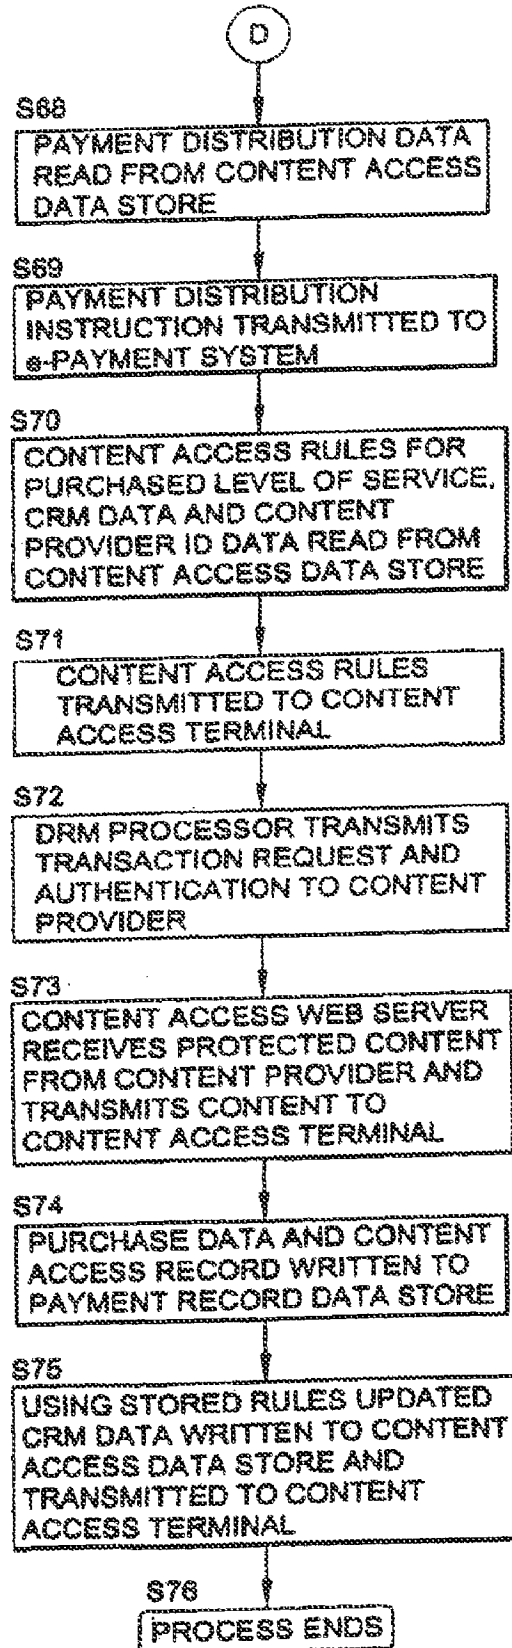 D
S68
PAYMENT DISTRIBUTION DATA
READ FROM CONTENT ACCESS
DATA STORE
S69
PAYMENT DISTRIBUTION
INSTRUCTION TRANSMITTED TO
e-PAYMENT SYSTEM
S70
CONTENT ACCESS RULES FOR
PURCHASED LEVEL OF SERVICE,
CRM DATA AND CONTENT
PROVIDER ID DATA READ FROM
CONTENT ACCESS DATA STORE
S71
CONTENT ACCESS RULES
TRANSMITTED TO CONTENT
ACCESS TERMINAL
S72
DRM PROCESSOR TRANSMITS
TRANSACTION REQUEST AND
AUTHENTICATION TO CONTENT
PROVIDER
S73
CONTENT ACCESS WEB SERVER
RECEIVES PROTECTED CONTENT
FROM CONTENT PROVIDER AND
TRANSMITS CONTENT TO
CONTENT ACCESS TERMINAL
S74
PURCHASE DATA AND CONTENT
ACCESS RECORD WRITTEN TO
PAYMENT RECORD DATA STORE
S75
USING STORED RULES UPDATED
CRM DATA WRITTEN TO CONTENT
ACCESS DATA STORE AND
TRANSMITTED TO CONTENT
ACCESS TERMINAL
S76
PROCESS ENDS